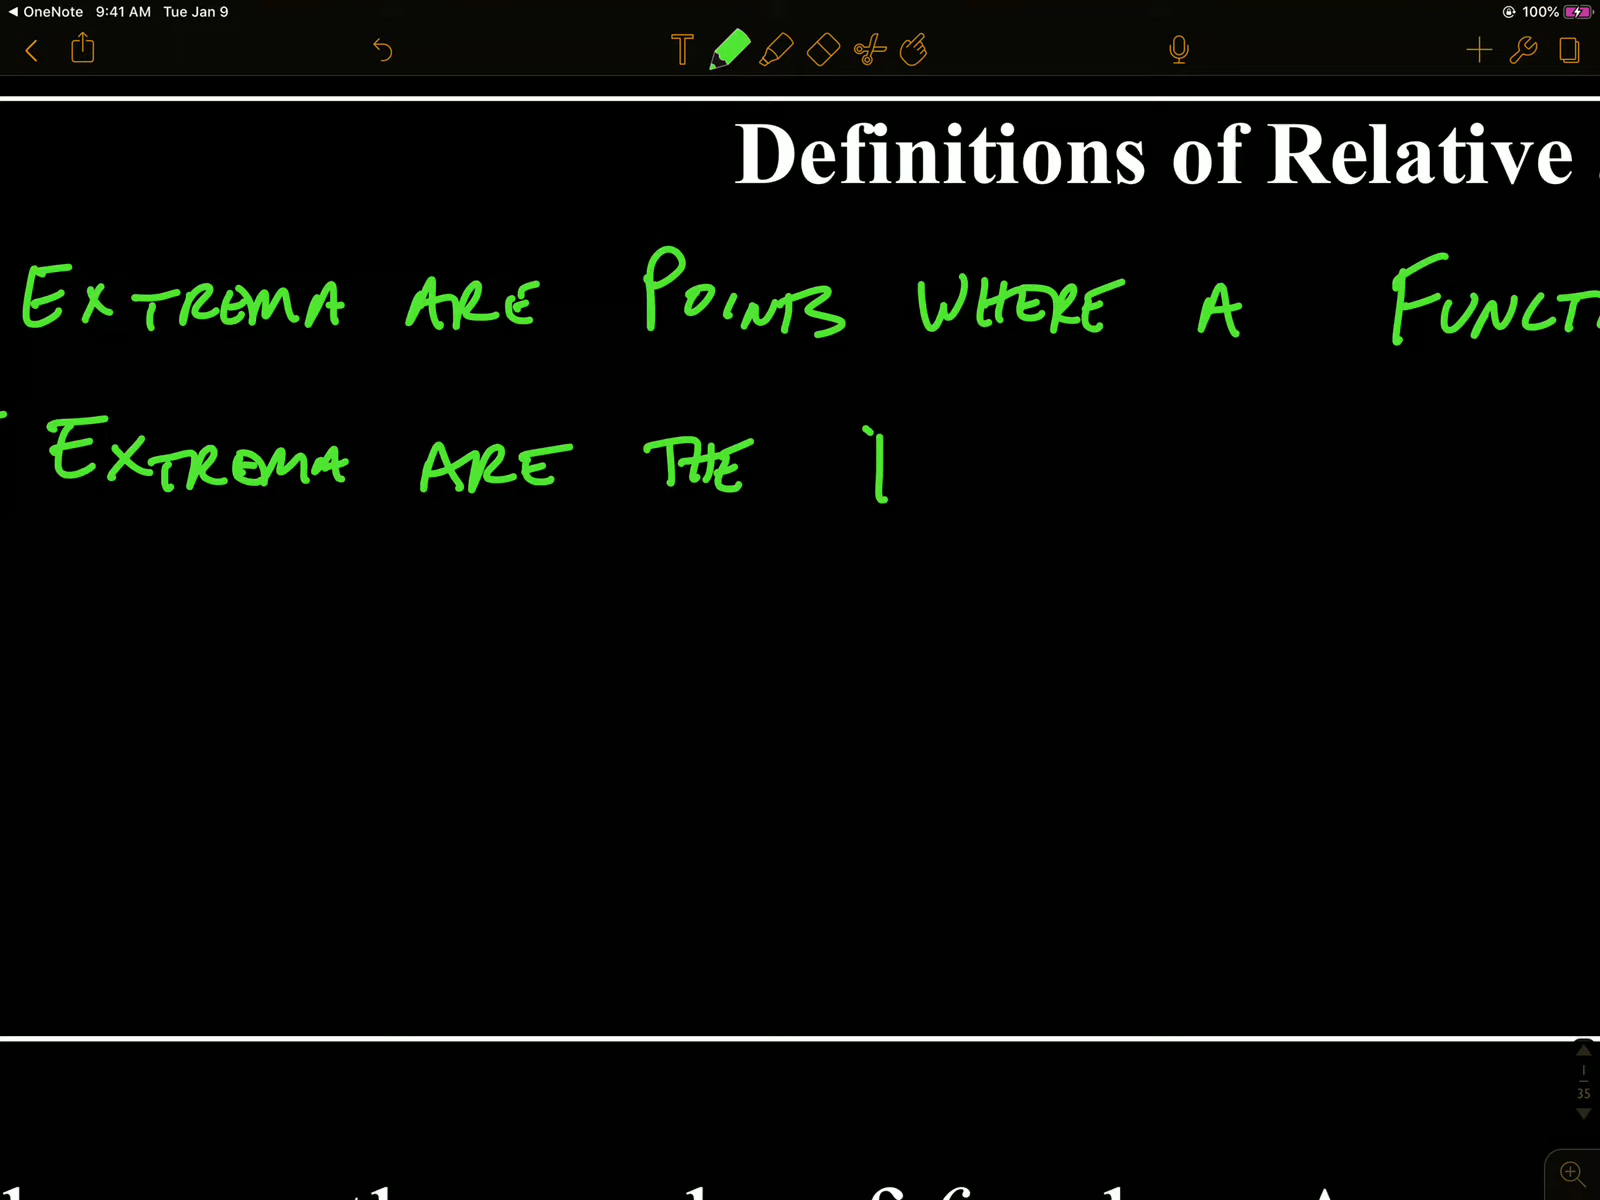 ◀ OneNote 9:41 AM Tue Jan 9 100%
T
Definitions of Relative
EXTREMA ARE POINTS WHERE A FUNCT
EXTREMA ARE THE
1
35